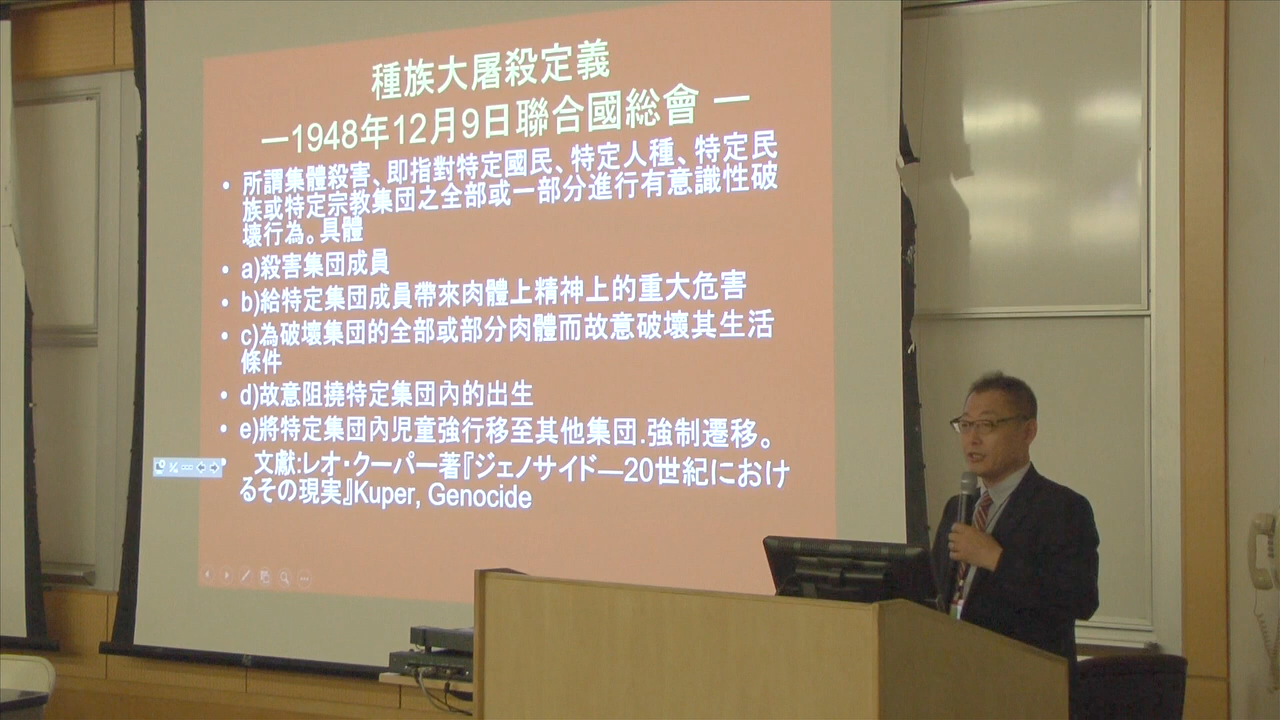 種族大屠殺定義
—1948年12月9日聯合國総會 —
• 所謂集體殺害、即指對特定國民、特定人種、特定民
族或特定宗教集団之全部或一部分進行有意識性破
壞行為。具體
• a)殺害集団成員
• b)給特定集団成員帶來肉體上精神上的重大危害
• c)為破壞集団的全部或部分肉體而故意破壞其生活
條件
• d)故意阻撓特定集団內的出生
• e)將特定集団內児童強行移至其他集団.強制遷移。
文獻:レオ・クーパー著『ジェノサイド—20世紀におけ
るその現実』Kuper, Genocide